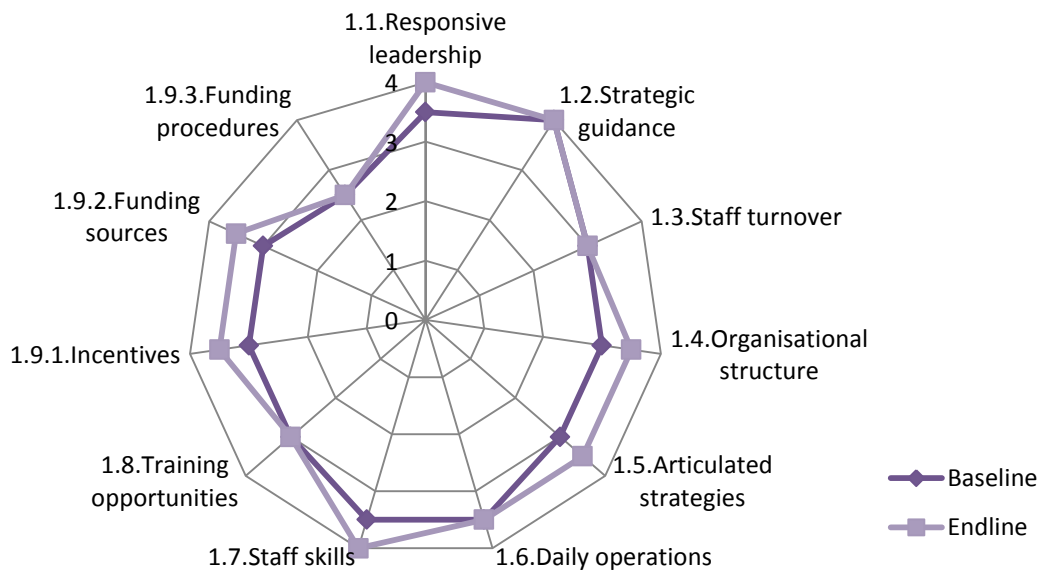 1.1.Responsive
leadership
1.2.Strategic
guidance
1.3.Staff turnover
1.4.Organisational
structure
1.5.Articulated
strategies
1.6.Daily operations
1.7.Staff skills
1.8.Training
opportunities
1.9.1.Incentives
1.9.2.Funding
sources
1.9.3.Funding
procedures
4
3
2
1
0
Baseline
Endline